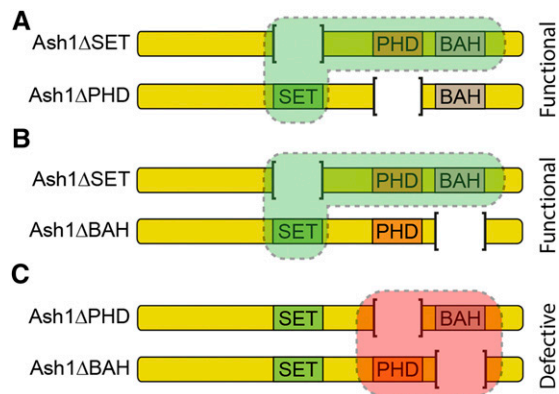 A
Ash1ΔSET
PHD
BAH
Ash1ΔPHD
SET
BAH
Functional
B
Ash1ΔSET
PHD
BAH
Ash1ΔBAH
SET
PHD
Functional
C
Ash1ΔPHD
SET
BAH
Ash1ΔBAH
SET
PHD
Defective